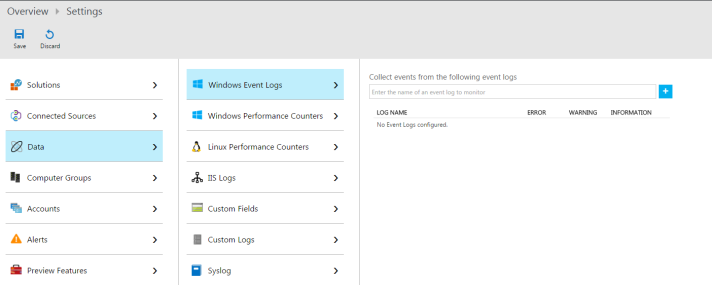 Overview Settings
Save Discard
Solutions
Connected Sources
Data
Computer Groups
Accounts
Alerts
Preview Features
Windows Event Logs
Windows Performance Counters
Linux Performance Counters
IIS Logs
Custom Fields
Custom Logs
Syslog
Collect events from the following event logs
Enter the name of an event log to monitor
LOG NAME ERROR WARNING INFORMATION
No Event Logs configured.